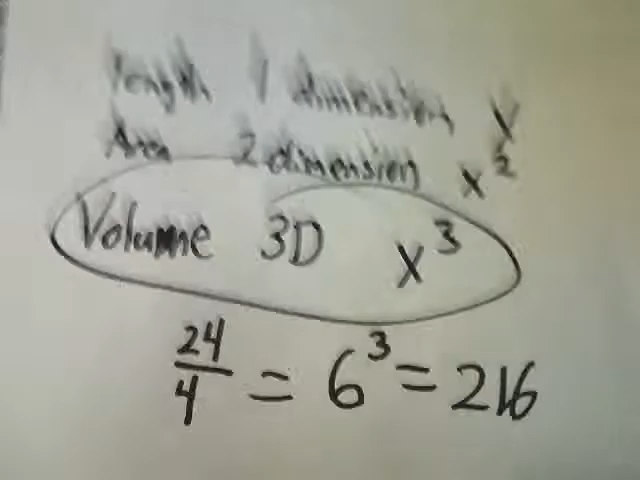 length 1 dimension x
Area 2 dimension x²
Volume 3D x³
24/4 = 6³ = 216